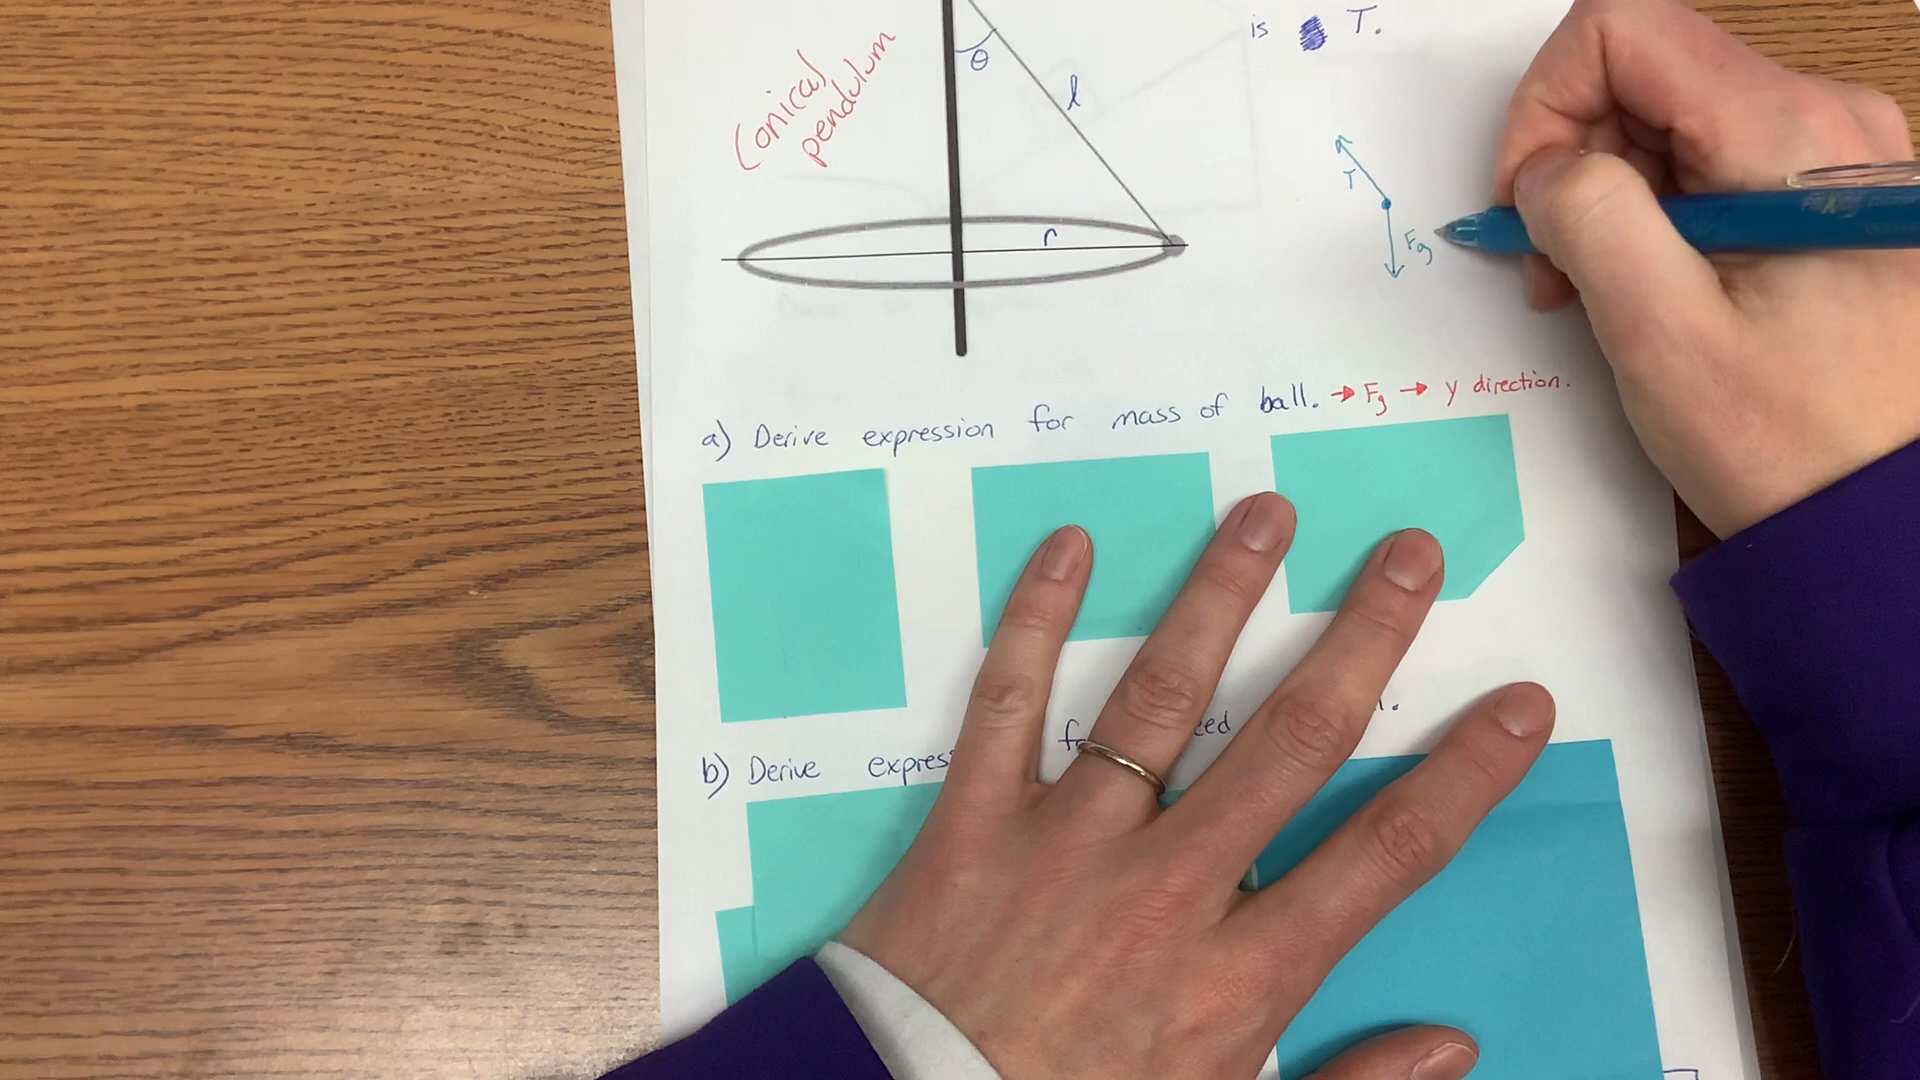 is T.
θ
l
Conical
pendulum
T
r
Fg
a) Derive expression for mass of ball. → Fg → y direction.
b) Derive